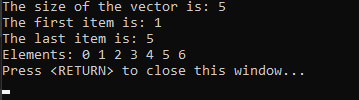 The size of the vector is: 5
The first item is: 1
The last item is: 5
Elements: 0 1 2 3 4 5 6
Press <RETURN> to close this window...